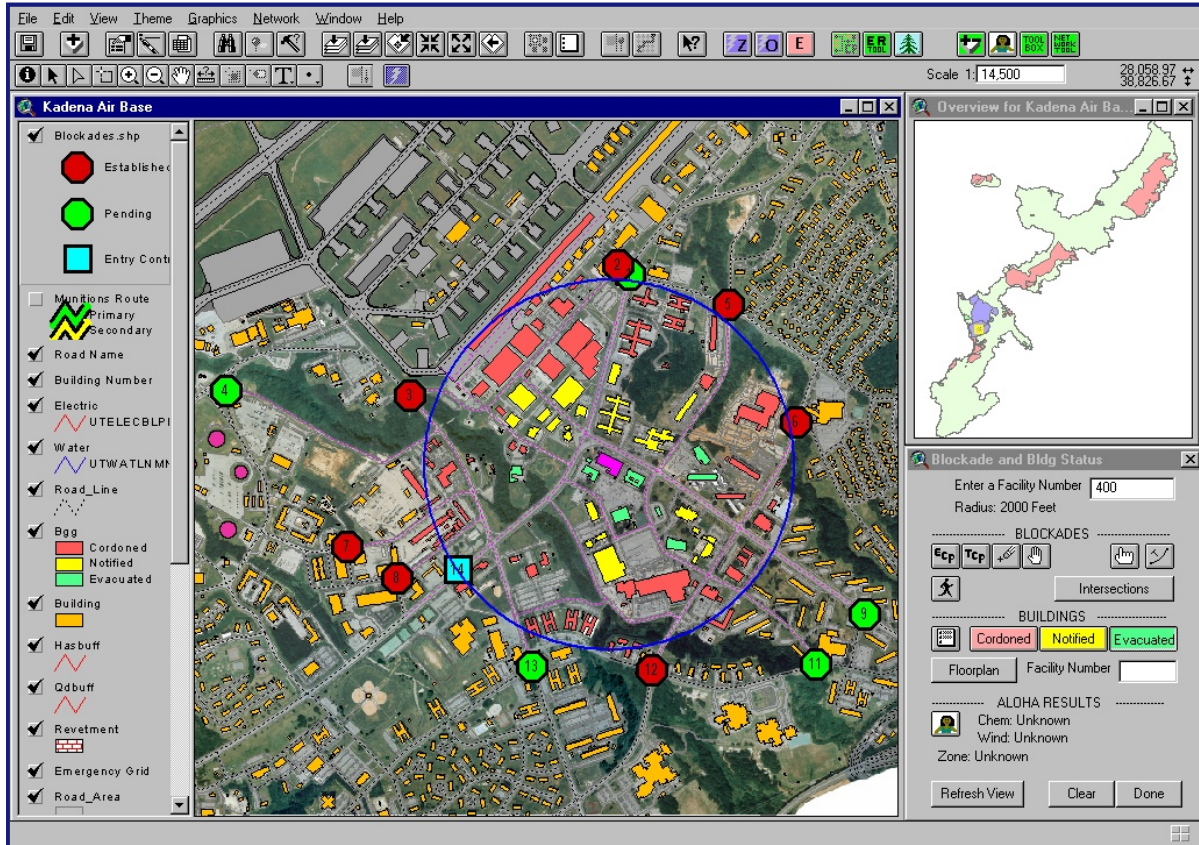 File Edit View Theme Graphics Network Window Help
Z O E ER TOOL TOOL BOX NET WORK TOOL
T
Scale 1: 14,500
28,058.97
38,826.67
Kadena Air Base
Blockades.shp
Established
Pending
Entry Contr
Munitions Route
Primary
Secondary
Road Name
Building Number
Electric
UTELECBLPI
Water
UTWATLNMN
Road_Line
Bgg
Cordoned
Notified
Evacuated
Building
Hasbuff
Qdbuff
Revetment
Emergency Grid
Road_Area
2
5
4
3
6
7
14
8
9
13
12
11
Overview for Kadena Air Ba...
Blockade and Bldg Status
Enter a Facility Number 400
Radius: 2000 Feet
BLOCKADES
ECP TCP
Intersections
BUILDINGS
Cordoned Notified Evacuated
Floorplan Facility Number
ALOHA RESULTS
Chem: Unknown
Wind: Unknown
Zone: Unknown
Refresh View Clear Done